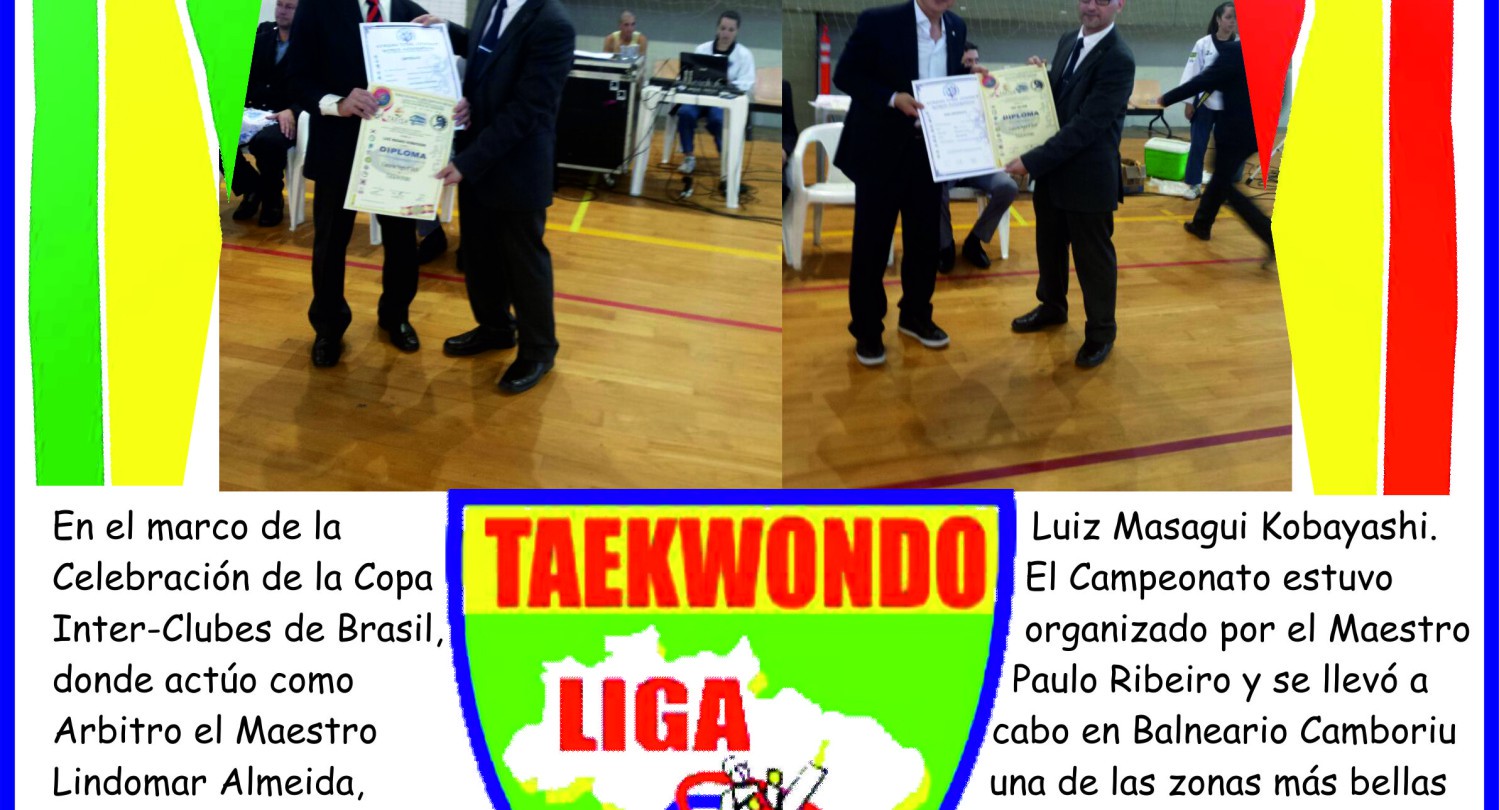 DIPLOMA
DIPLOMA
En el marco de la
Celebración de la Copa
Inter-Clubes de Brasil,
donde actúo como
Arbitro el Maestro
Lindomar Almeida,
TAEKWONDO
LIGA
Luiz Masagui Kobayashi.
El Campeonato estuvo
organizado por el Maestro
Paulo Ribeiro y se llevó a
cabo en Balneario Camboriu
una de las zonas más bellas